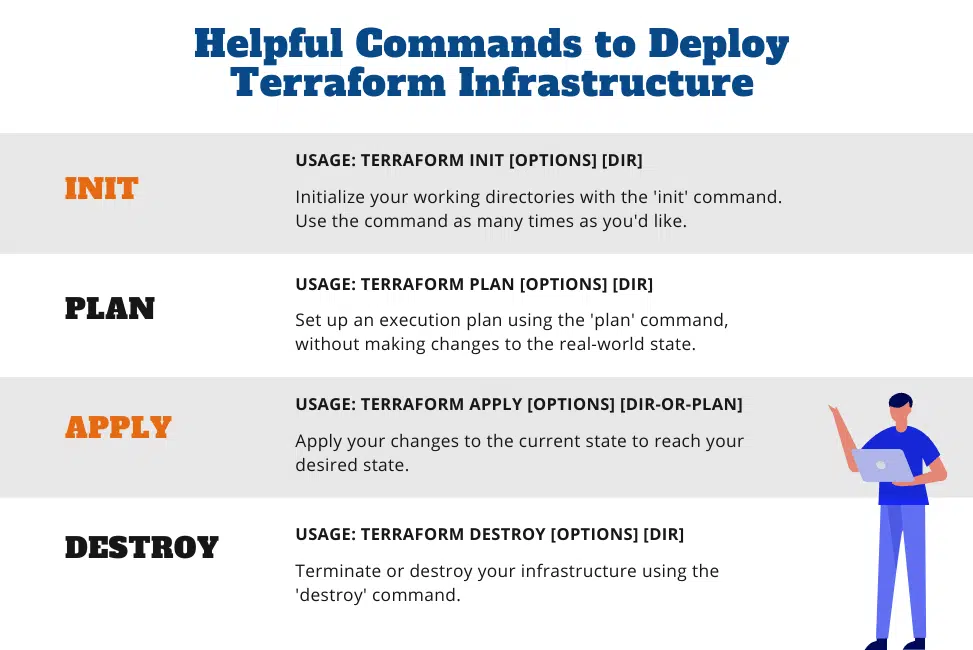 Helpful Commands to Deploy
Terraform Infrastructure
INIT
USAGE: TERRAFORM INIT [OPTIONS] [DIR]
Initialize your working directories with the 'init' command.
Use the command as many times as you'd like.
PLAN
USAGE: TERRAFORM PLAN [OPTIONS] [DIR]
Set up an execution plan using the 'plan' command,
without making changes to the real-world state.
APPLY
USAGE: TERRAFORM APPLY [OPTIONS] [DIR-OR-PLAN]
Apply your changes to the current state to reach your
desired state.
DESTROY
USAGE: TERRAFORM DESTROY [OPTIONS] [DIR]
Terminate or destroy your infrastructure using the
'destroy' command.